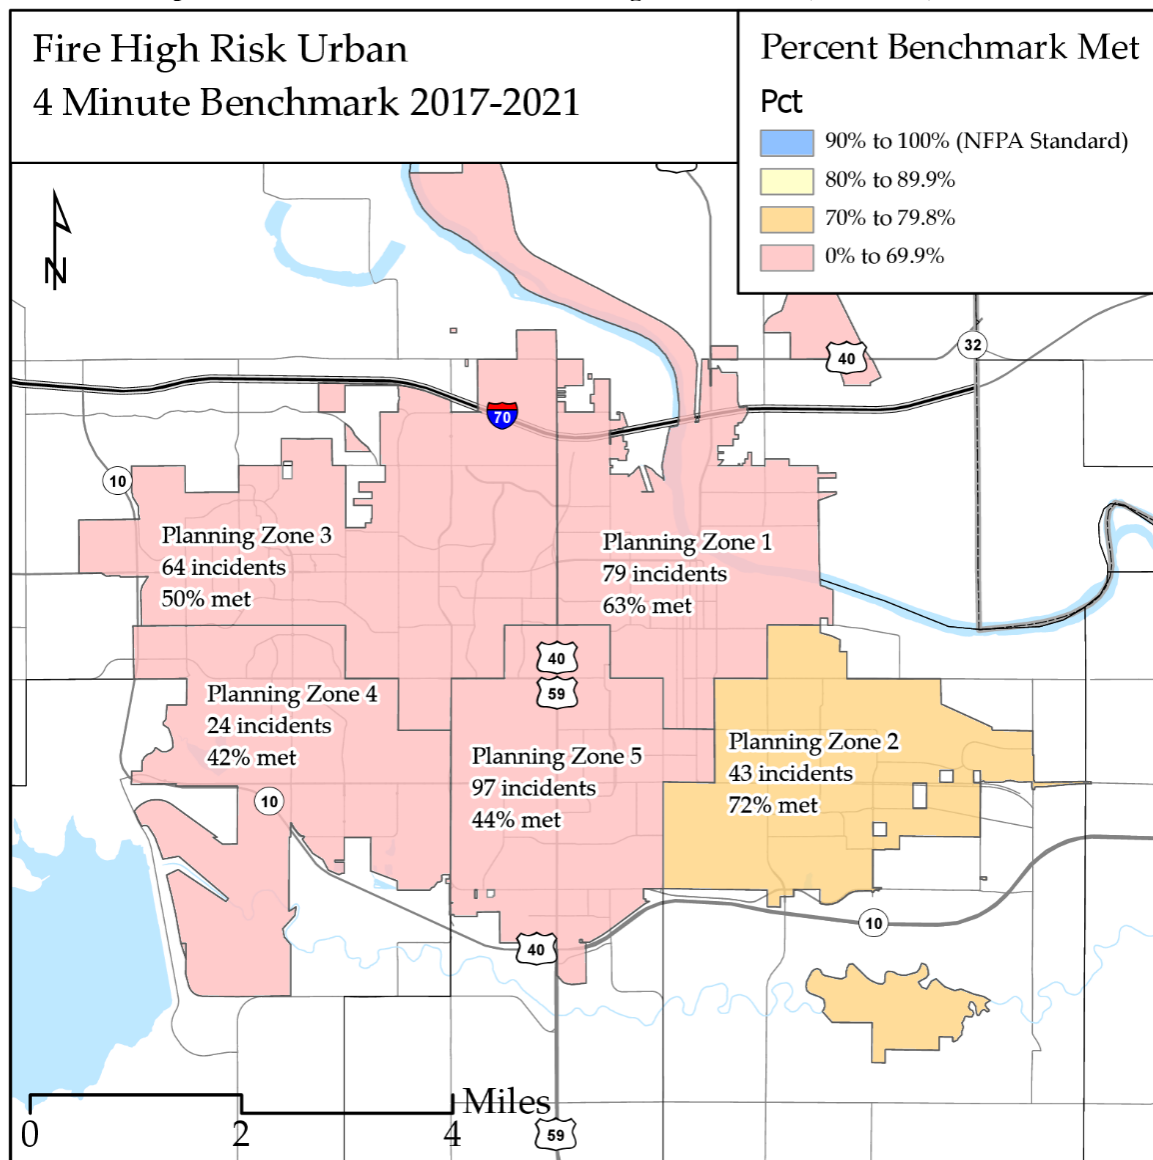 Fire High Risk Urban
4 Minute Benchmark 2017-2021
Percent Benchmark Met
Pct
90% to 100% (NFPA Standard)
80% to 89.9%
70% to 79.8%
0% to 69.9%
N
32
40
70
10
Planning Zone 3
64 incidents
50% met
Planning Zone 1
79 incidents
63% met
40
59
Planning Zone 4
24 incidents
42% met
Planning Zone 5
97 incidents
44% met
Planning Zone 2
43 incidents
72% met
10
10
40
59
Miles
0 2 4